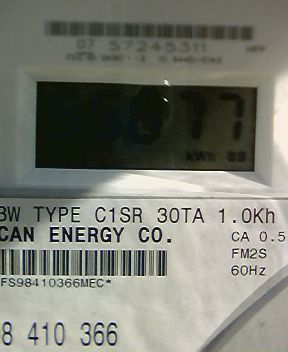 07 57245311
077
kWh
3W TYPE C1SR 30TA 1.0Kh
CAN ENERGY CO.
CA 0.5
FM2S
60Hz
FS98410366MEC*
8 410 366